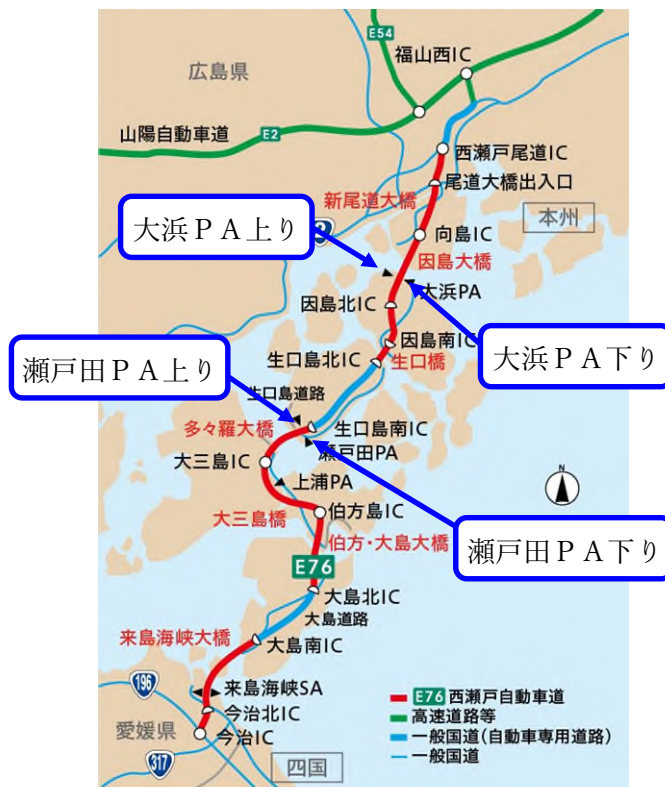 E54
福山西IC
広島県
山陽自動車道
E2
西瀬戸尾道IC
尾道大橋出入口
新尾道大橋
本州
大浜ＰＡ上り
2
向島IC
因島大橋
大浜PA
因島北IC
因島南IC
大浜ＰＡ下り
生口島北IC
生口橋
瀬戸田ＰＡ上り
生口島道路
多々羅大橋
生口島南IC
瀬戸田PA
大三島IC
上浦PA
N
大三島橋
伯方島IC
伯方・大島大橋
瀬戸田ＰＡ下り
E76
大島北IC
大島道路
来島海峡大橋
大島南IC
196
来島海峡SA
今治北IC
愛媛県
今治IC
317
四国
E76 西瀬戸自動車道
高速道路等
一般国道(自動車専用道路)
一般国道